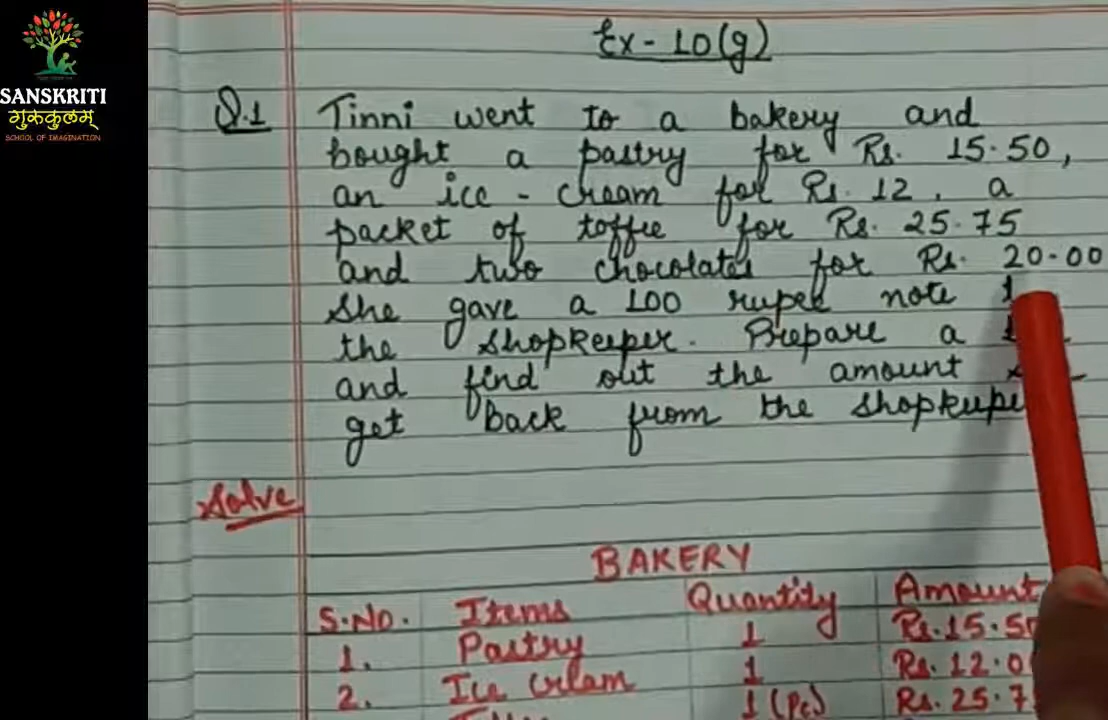 SANSKRITI
गुरुकुलम्
SCHOOL OF IMAGINATION
Ex - 10(g)
Q.1 Tinni went to a bakery and
bought a pastry for Rs. 15.50,
an ice - cream for Rs. 12, a
packet of toffee for Rs. 25.75
and two chocolates for Rs. 20.00
She gave a 100 rupee note
the shopkeeper. Prepare a
and find out the amount
get back from the
Solve
BAKERY
S.NO. Items Quantity Amount
1. Pastry 1 Rs.15.50
2. Ice Cream 1 Rs. 12.0
1 (Pc) Rs. 25.7